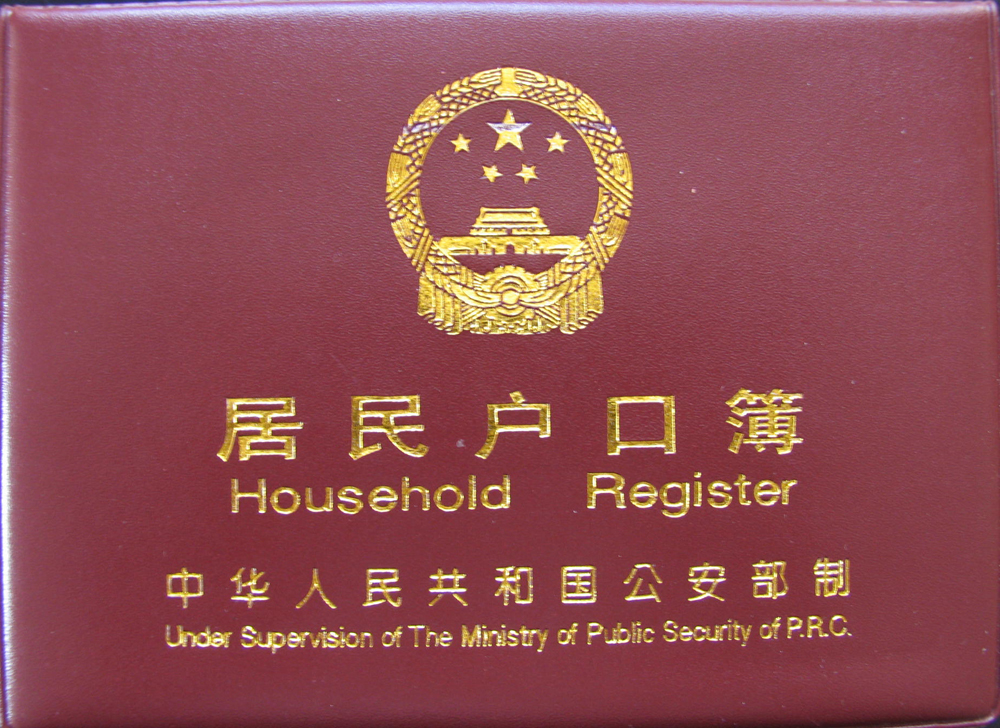 居民户口簿
Household Register
中华人民共和国公安部制
Under Supervision of The Ministry of Public Security of P.R.C.